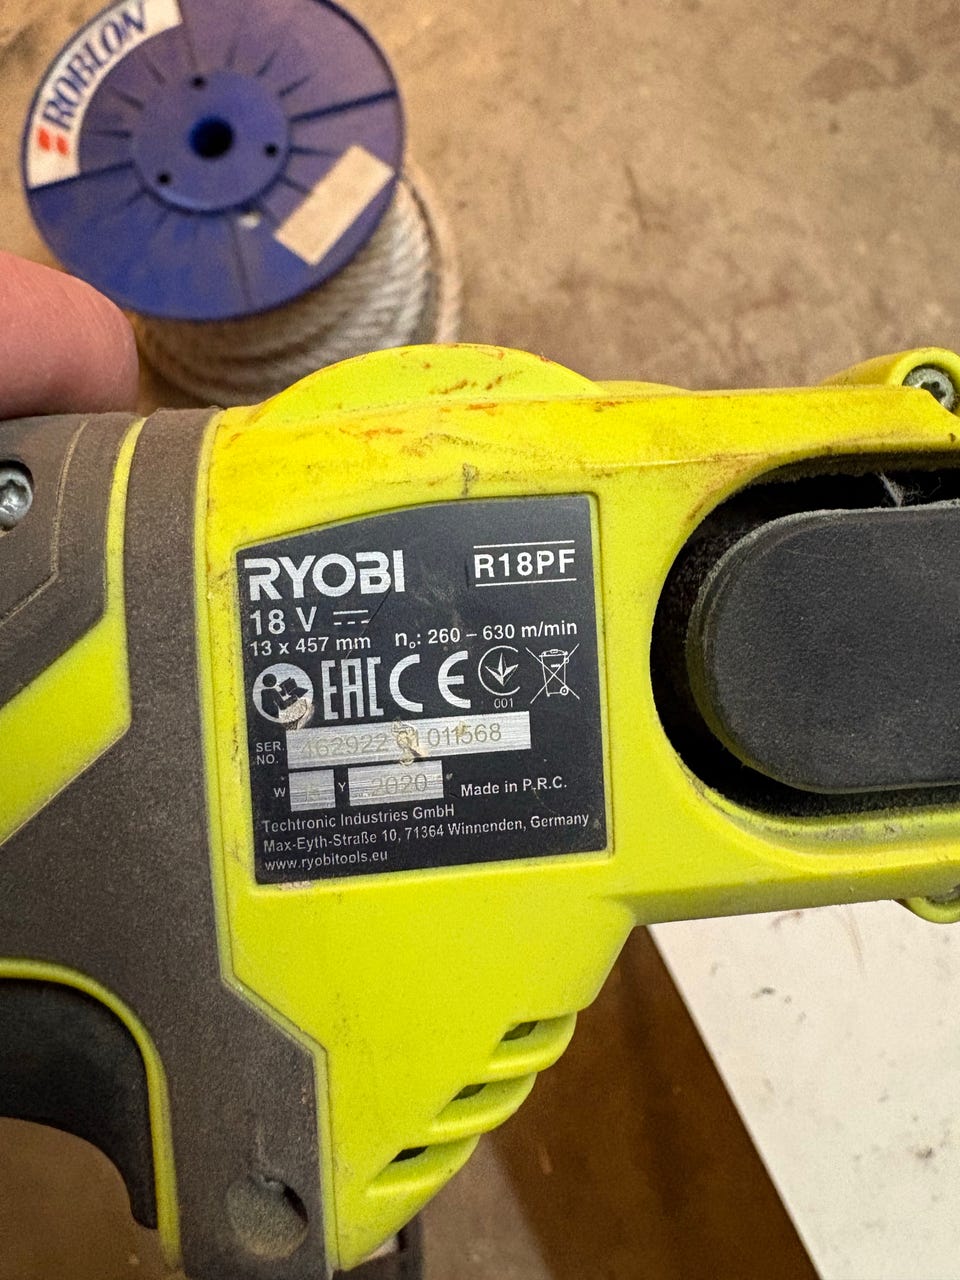 ROBLON
RYOBI R18PF
18 V
13 x 457 mm n₀: 260 – 630 m/min
EAC CE
001
SER. NO. 011568
W Y 2020 Made in P.R.C.
Techtronic Industries GmbH
Max-Eyth-Straße 10, 71364 Winnenden, Germany
www.ryobitools.eu